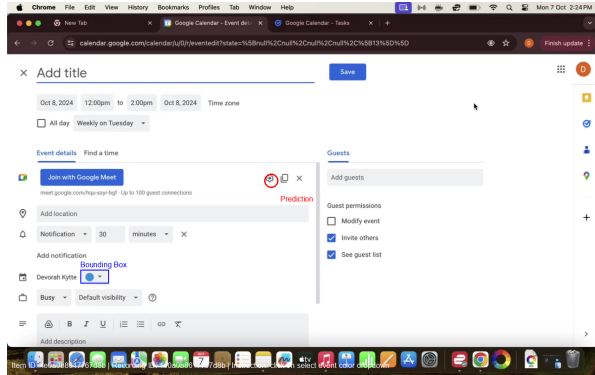 Chrome File Edit View History Bookmarks Profiles Tab Window Help Mon 7 Oct 2:24 PM
New Tab × Google Calendar - Event det × Google Calendar - Tasks × +
calendar.google.com/calendar/u/0/r/eventedit?state=%5Bnull%2Cnull%2Cnull%2Cnull%2Cnull%2C%5B13%5D%5D D Finish update
× Add title Save D
Oct 8, 2024 12:00pm to 2:00pm Oct 8, 2024 Time zone
All day Weekly on Tuesday
Event details Find a time Guests
Join with Google Meet Add guests
meet.google.com/hqu-ssyr-bgf · Up to 100 guest connections
Prediction
Guest permissions
Add location
Modify event
Notification 30 minutes ×
Invite others
Add notification
See guest list
Bounding Box
Devorah Kytte
Busy Default visibility
B I U
Add description